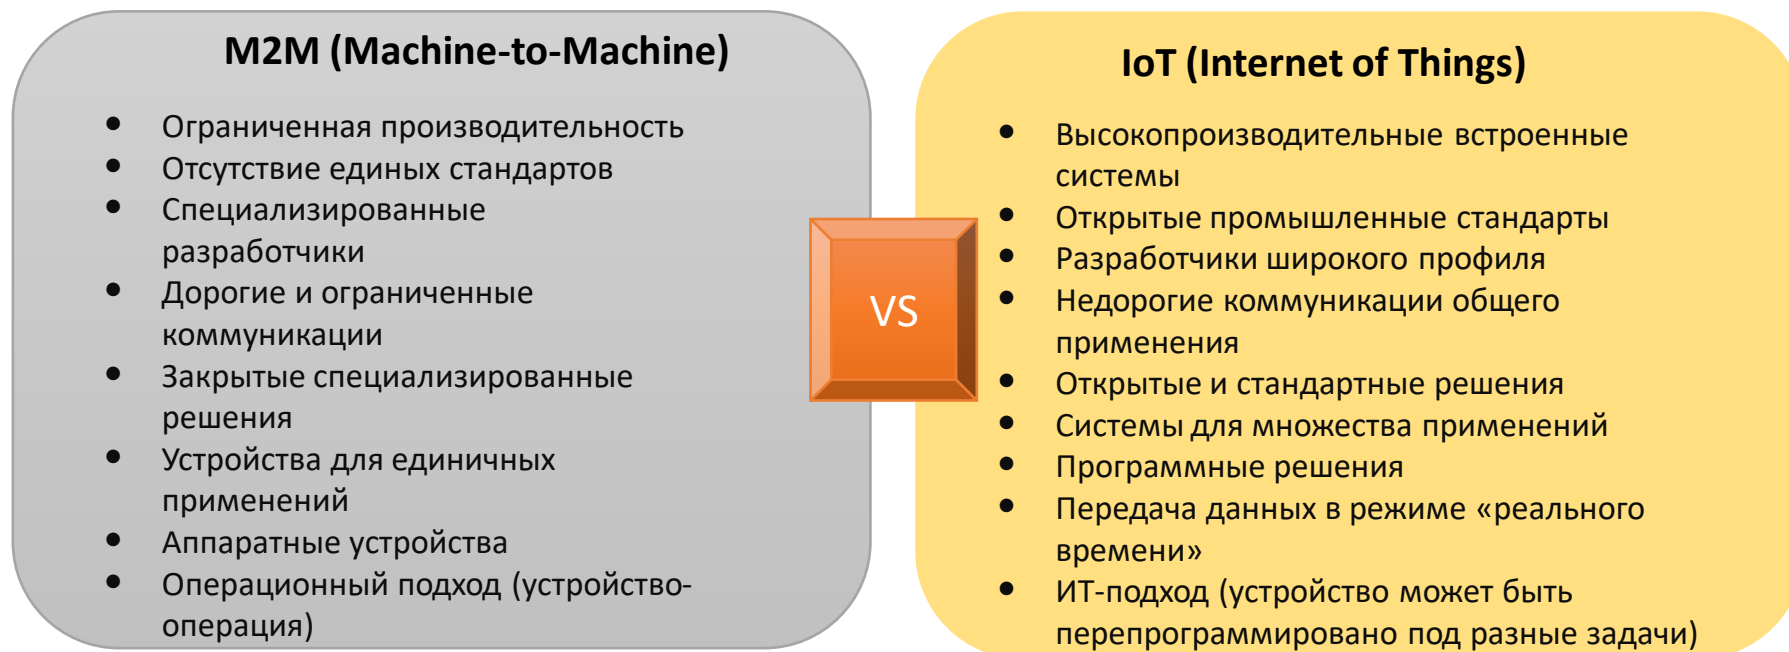 M2M (Machine-to-Machine)
• Ограниченная производительность
• Отсутствие единых стандартов
• Специализированные
разработчики
• Дорогие и ограниченные
коммуникации
• Закрытые специализированные
решения
• Устройства для единичных
применений
• Аппаратные устройства
• Операционный подход (устройство-
операция)
VS
IoT (Internet of Things)
• Высокопроизводительные встроенные
системы
• Открытые промышленные стандарты
• Разработчики широкого профиля
• Недорогие коммуникации общего
применения
• Открытые и стандартные решения
• Системы для множества применений
• Программные решения
• Передача данных в режиме «реального
времени»
• ИТ-подход (устройство может быть
перепрограммировано под разные задачи)